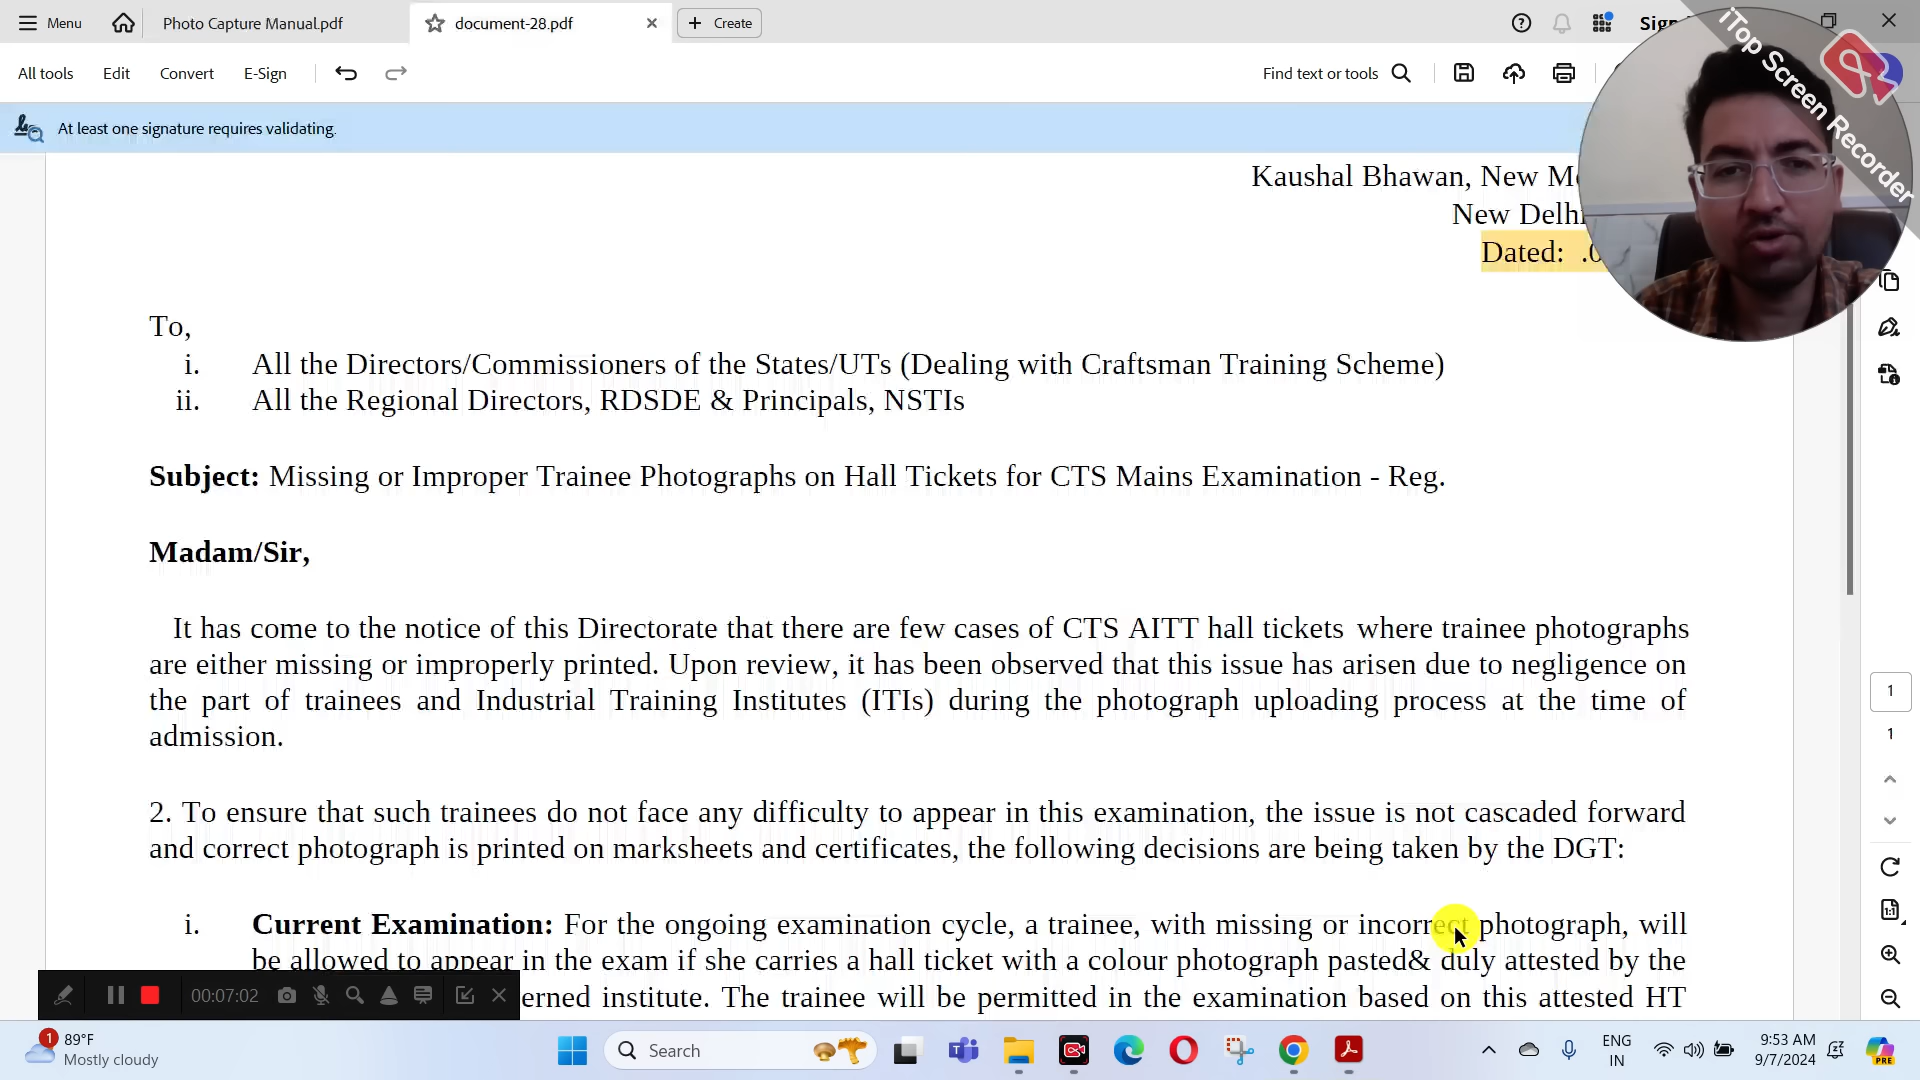 Menu
Photo Capture Manual.pdf
document-28.pdf
Create
Sign
All tools
Edit
Convert
E-Sign
Find text or tools
iTop Screen Recorder
At least one signature requires validating.
Kaushal Bhawan, New
New Delhi
Dated: .0
To,
i. All the Directors/Commissioners of the States/UTs (Dealing with Craftsman Training Scheme)
ii. All the Regional Directors, RDSDE & Principals, NSTIs
Subject: Missing or Improper Trainee Photographs on Hall Tickets for CTS Mains Examination - Reg.
Madam/Sir,
It has come to the notice of this Directorate that there are few cases of CTS AITT hall tickets where trainee photographs
are either missing or improperly printed. Upon review, it has been observed that this issue has arisen due to negligence on
the part of trainees and Industrial Training Institutes (ITIs) during the photograph uploading process at the time of
admission.
2. To ensure that such trainees do not face any difficulty to appear in this examination, the issue is not cascaded forward
and correct photograph is printed on marksheets and certificates, the following decisions are being taken by the DGT:
i. Current Examination: For the ongoing examination cycle, a trainee, with missing or incorrect photograph, will
be allowed to appear in the exam if she carries a hall ticket with a colour photograph pasted& duly attested by the
erned institute. The trainee will be permitted in the examination based on this attested HT
1
1
00:07:02
1
89°F
Mostly cloudy
Search
ENG
IN
9:53 AM
9/7/2024
PRE